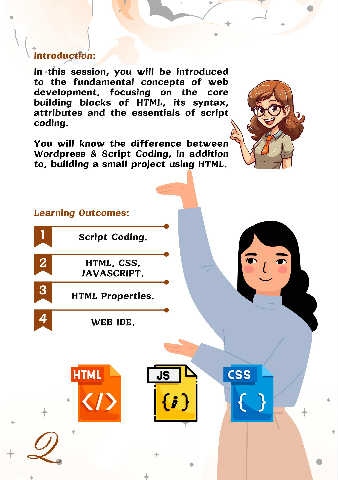 Introduction:
In this session, you will be introduced
to the fundamental concepts of web
development, focusing on the core
building blocks of HTML, its syntax,
attributes and the essentials of script
coding.
You will know the difference between
Wordpress & Script Coding, in addition
to, building a small project using HTML.
Learning Outcomes:
1 Script Coding.
2 HTML, CSS,
JAVASCRIPT.
3 HTML Properties.
4 WEB IDE.
HTML
</>
JS
{;}
CSS
{ }
2